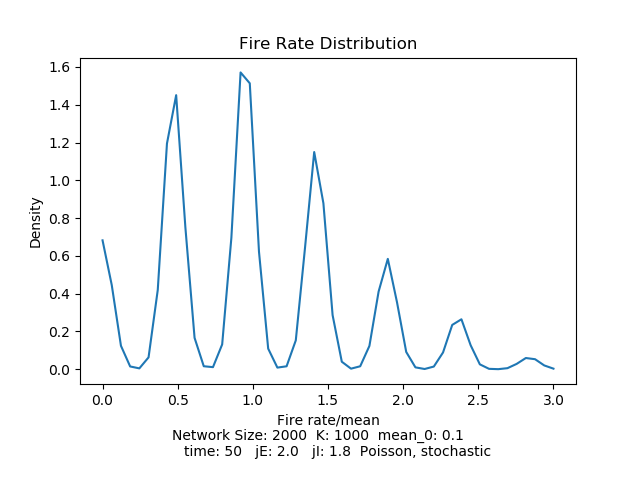 Fire Rate Distribution
1.6
1.4
1.2
1.0
0.8
0.6
0.4
0.2
0.0
Density
0.0 0.5 1.0 1.5 2.0 2.5 3.0
Fire rate/mean
Network Size: 2000 K: 1000 mean_0: 0.1
time: 50 jE: 2.0 jI: 1.8 Poisson, stochastic